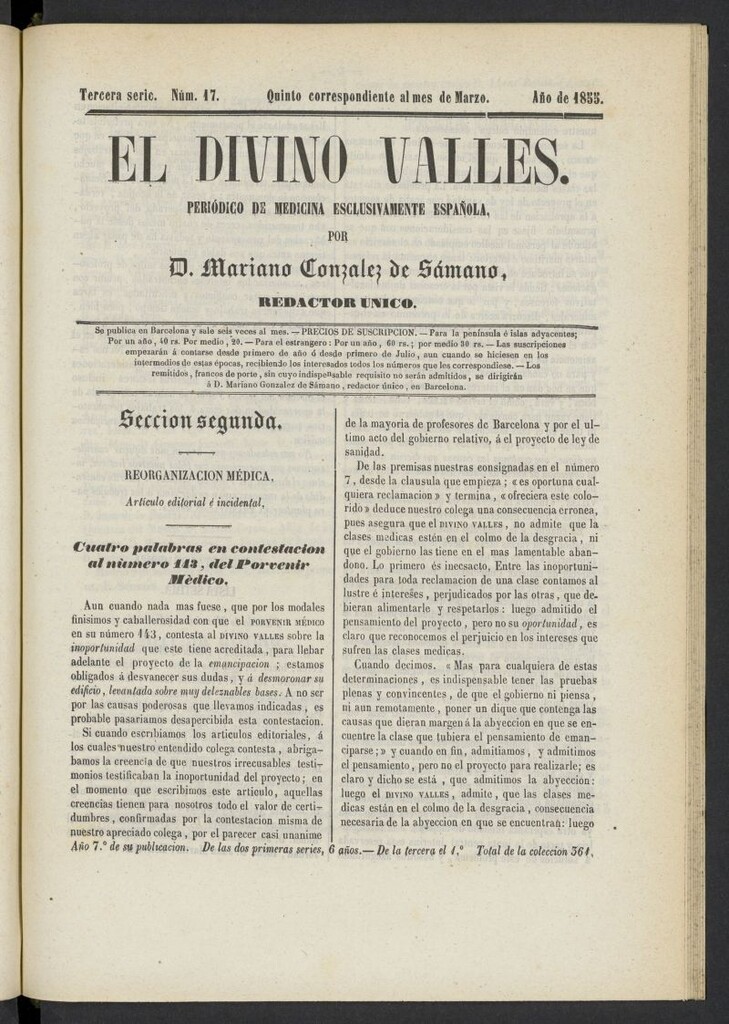 Tercera serie. Núm. 17. Quinto correspondiente al mes de Marzo. Año de 1855.
EL DIVINO VALLES.
PERIÓDICO DE MEDICINA ESCLUSIVAMENTE ESPAÑOLA,
POR
D. Mariano Gonzalez de Sámano,
REDACTOR UNICO.
Se publica en Barcelona y sale seis veces al mes. — PRECIOS DE SUSCRIPCION. — Para la península é islas adyacentes;
Por un año, 40 rs. Por medio, 20. — Para el estrangero: Por un año, 60 rs.; por medio 30 rs. — Las suscripciones
empezarán á contarse desde primero de año ó desde primero de Julio, aun cuando se hiciesen en los
intermedios de estas épocas, recibiendo los interesados todos los números que les correspondiese. — Los
remitidos, francos de porte, sin cuyo indispensable requisito no serán admitidos, se dirigirán
á D. Mariano Gonzalez de Sámano, redactor único, en Barcelona.
Seccion segunda.
REORGANIZACION MÉDICA.
Articulo editorial é incidental.
Cuatro palabras en contestacion
al número 143, del Porvenir
Mèdico.
Aun cuando nada mas fuese, que por los modales
finisimos y caballerosidad con que el PORVENIR MÉDICO
en su número 143, contesta al DIVINO VALLES sobre la
inoportunidad que este tiene acreditada, para llebar
adelante el proyecto de la emancipacion; estamos
obligados á desvanecer sus dudas, y á desmoronar su
edificio, levantado sobre muy deleznables bases. A no ser
por las causas poderosas que llevamos indicadas, es
probable pasariamos desapercibida esta contestacion.
Si cuando escribiamos los articulos editoriales, á
los cuales nuestro entendido colega contesta, abriga-
bamos la creencia de que nuestros irrecusables testi-
monios testificaban la inoportunidad del proyecto; en
el momento que escribimos este articulo, aquellas
creencias tienen para nosotros todo el valor de certi-
dumbres, confirmadas por la contestacion misma de
nuestro apreciado colega, por el parecer casi unanime
de la mayoria de profesores de Barcelona y por el ul
timo acto del gobierno relativo, á el proyecto de ley de
sanidad.
De las premisas nuestras consignadas en el número
7, desde la clausula que empieza; «es oportuna cual-
quiera reclamacion» y termina, «ofreciera este colo-
rido» deduce nuestro colega una consecuencia erronea,
pues asegura que el DIVINO VALLES, no admite que la
clases medicas estén en el colmo de la desgracia, ni
que el gobierno las tiene en el mas lamentable aban-
dono. Lo primero és inecsacto, Entre las inoportuni-
dades para toda reclamacion de una clase contamos al
lustre é intereses, perjudicados por las otras, que de-
bieran alimentarle y respetarlos: luego admitido el
pensamiento del proyecto, pero no su oportunidad, es
claro que reconocemos el perjuicio en los intereses que
sufren las clases medicas.
Cuando decimos. «Mas para cualquiera de estas
determinaciones, es indispensable tener las pruebas
plenas y convincentes, de que el gobierno ni piensa,
ni aun remotamente, poner un dique que contenga las
causas que dieran margen á la abyeccion en que se en-
cuentre la clase que tubiera el pensamiento de eman-
ciparse;» y cuando en fin, admitiamos, y admitimos
el pensamiento, pero no el proyecto para realizarle; es
claro y dicho se está, que admitimos la abyeccion:
luego el DIVINO VALLES, admite, que las clases me-
dicas están en el colmo de la desgracia, consecuencia
necesaria de la abyeccion en que se encuentran: luego
Año 7.º de su publicacion. De las dos primeras series, 6 años.— De la tercera el 1.º Total de la coleccion 361.